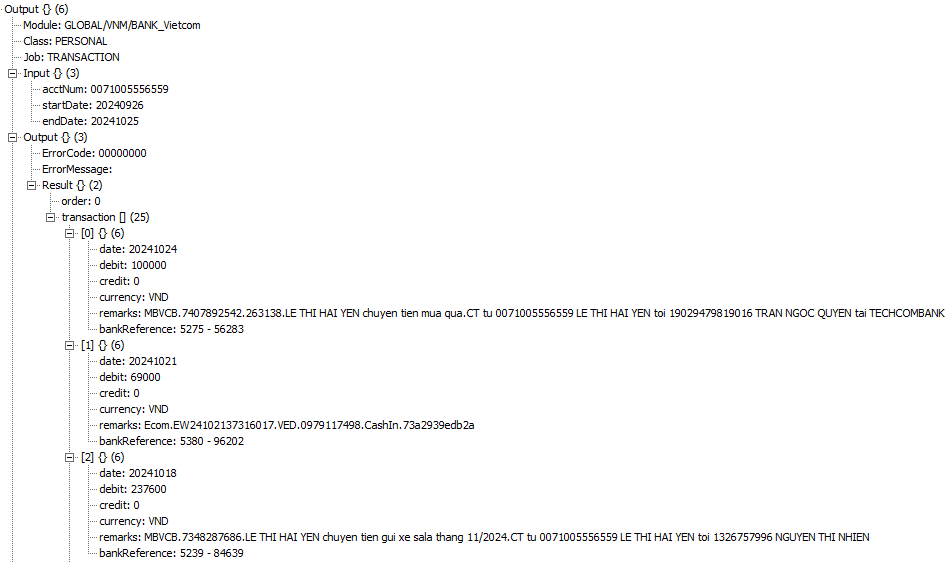 Output {} (6)
Module: GLOBAL/VNM/BANK_Vietcom
Class: PERSONAL
Job: TRANSACTION
Input {} (3)
acctNum: 0071005556559
startDate: 20240926
endDate: 20241025
Output {} (3)
ErrorCode: 00000000
ErrorMessage:
Result {} (2)
order: 0
transaction [] (25)
[0] {} (6)
date: 20241024
debit: 100000
credit: 0
currency: VND
remarks: MBVCB.7407892542.263138.LE THI HAI YEN chuyen tien mua qua.CT tu 0071005556559 LE THI HAI YEN toi 19029479819016 TRAN NGOC QUYEN tai TECHCOMBANK
bankReference: 5275 - 56283
[1] {} (6)
date: 20241021
debit: 69000
credit: 0
currency: VND
remarks: Ecom.EW24102137316017.VED.0979117498.CashIn.73a2939edb2a
bankReference: 5380 - 96202
[2] {} (6)
date: 20241018
debit: 237600
credit: 0
currency: VND
remarks: MBVCB.7348287686.LE THI HAI YEN chuyen tien gui xe sala thang 11/2024.CT tu 0071005556559 LE THI HAI YEN toi 1326757996 NGUYEN THI NHIEN
bankReference: 5239 - 84639